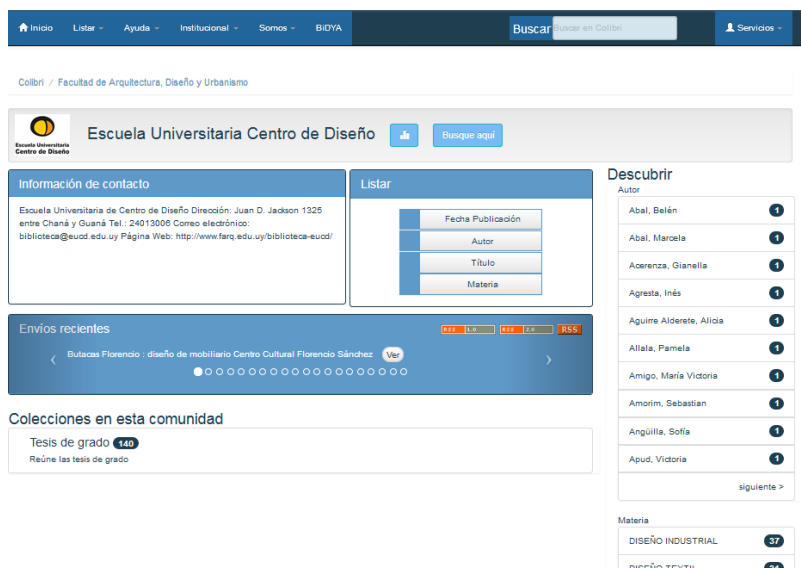 Inicio Listar Ayuda Institucional Somos BiDYA Buscar Buscar en Colibri Servicios
Colibri / Facultad de Arquitectura, Diseño y Urbanismo
Escuela Universitaria
Centro de Diseño
Escuela Universitaria Centro de Diseño Busque aquí
Información de contacto
Escuela Universitaria de Centro de Diseño Dirección: Juan D. Jackson 1325
entre Chaná y Guaná Tel.: 24013006 Correo electrónico:
biblioteca@eucd.edu.uy Página Web: http://www.farq.edu.uy/biblioteca-eucd/
Listar
Fecha Publicación
Autor
Título
Materia
Envíos recientes RSS 1.0 RSS 2.0 RSS
Butacas Florencio : diseño de mobiliario Centro Cultural Florencio Sánchez Ver
Colecciones en esta comunidad
Tesis de grado 140
Reúne las tesis de grado
Descubrir
Autor
Abal, Belén 1
Abal, Marcela 1
Acerenza, Gianella 1
Agresta, Inés 1
Aguirre Alderete, Alicia 1
Allala, Pamela 1
Amigo, María Victoria 1
Amorim, Sebastian 1
Angüilla, Sofía 1
Apud, Victoria 1
siguiente >
Materia
DISEÑO INDUSTRIAL 37
DISEÑO TEXTIL